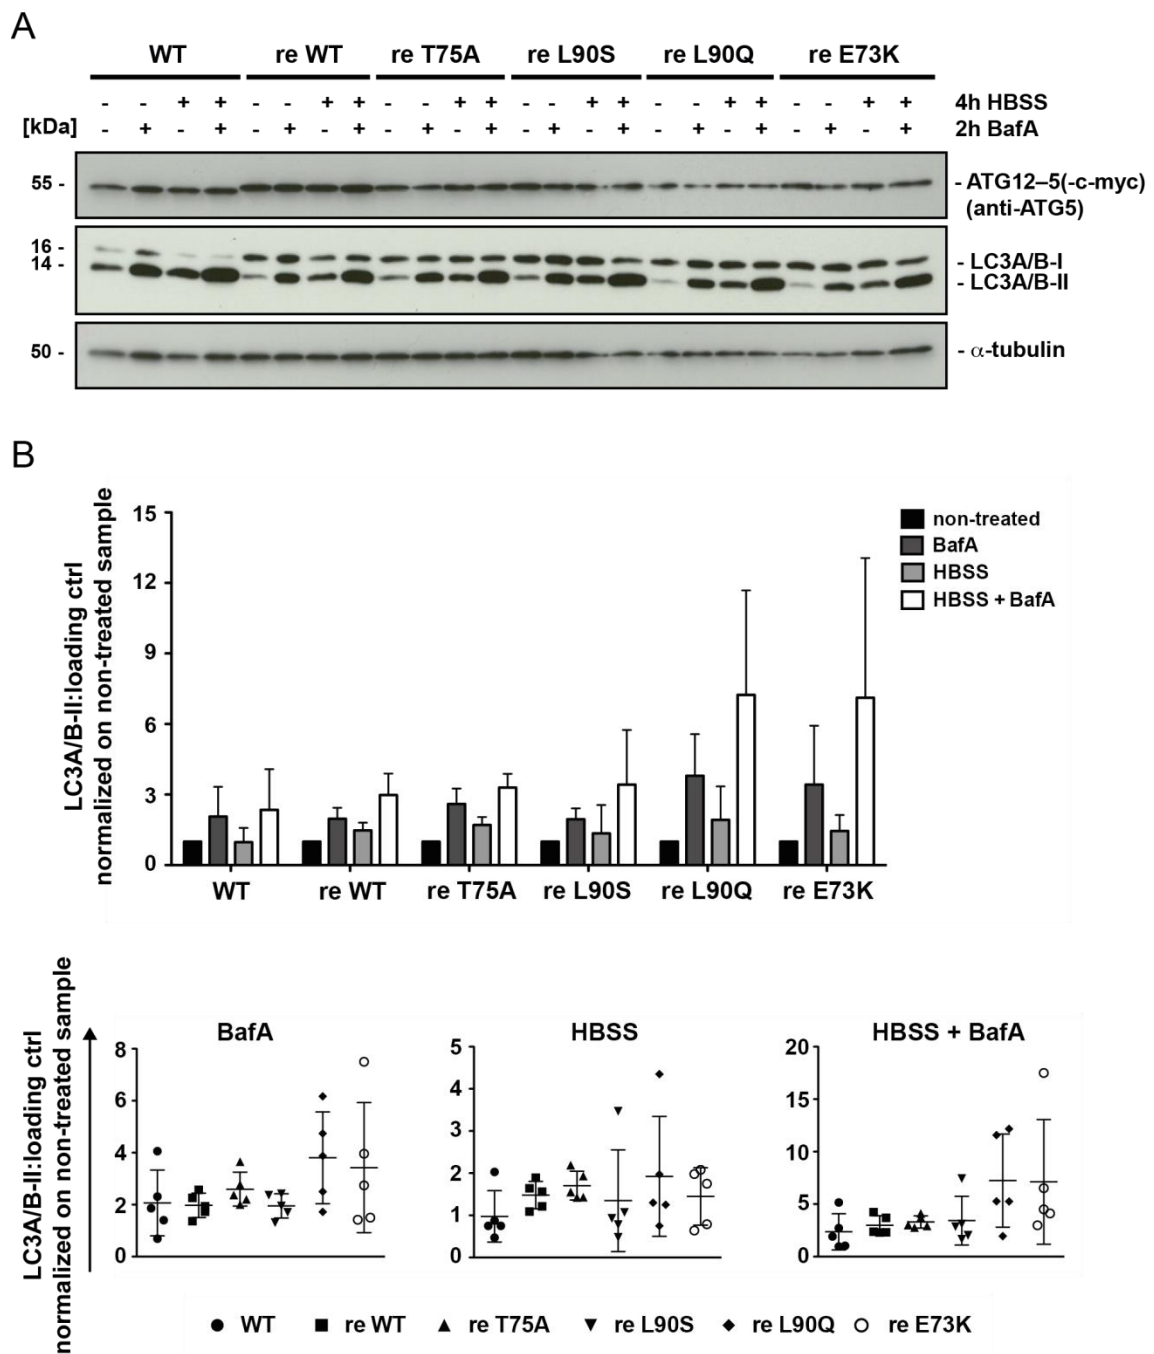 A
WT re WT re T75A re L90S re L90Q re E73K
- - + + - - + + - - + + - - + + - - + + - - + + 4h HBSS
[kDa] - + - + - + - + - + - + - + - + - + - + - + - + 2h BafA
55 - - ATG12–5(-c-myc)
(anti-ATG5)
16 -
14 - - LC3A/B-I
- LC3A/B-II
50 - - α-tubulin
B
LC3A/B-II:loading ctrl
normalized on non-treated sample
15
12
9
6
3
0
non-treated
BafA
HBSS
HBSS + BafA
WT re WT re T75A re L90S re L90Q re E73K
LC3A/B-II:loading ctrl
normalized on non-treated sample
BafA
8
6
4
2
0
HBSS
5
4
3
2
1
0
HBSS + BafA
20
15
10
5
0
WT re WT re T75A re L90S re L90Q re E73K